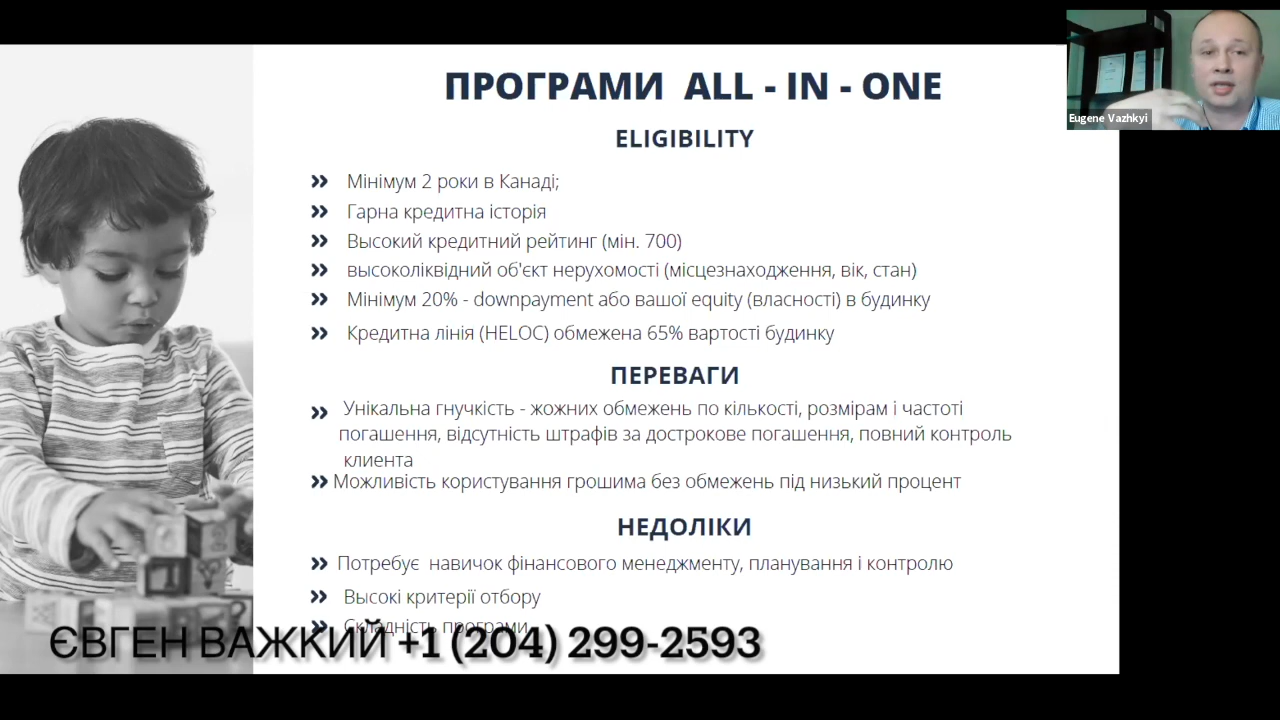 ПРОГРАМИ ALL - IN - ONE
Eugene Vazhkyi
ELIGIBILITY
Мінімум 2 роки в Канаді;
Гарна кредитна історія
Высокий кредитний рейтинг (мін. 700)
высоколіквідний об'єкт нерухомості (місцезнаходження, вік, стан)
Мінімум 20% - downpayment або вашої equity (власності) в будинку
Кредитна лінія (HELOC) обмежена 65% вартості будинку
ПЕРЕВАГИ
Унікальна гнучкість - жожних обмежень по кількості, розмірам і частоті
погашення, відсутність штрафів за дострокове погашення, повний контроль
клиента
Можливість користування грошима без обмежень під низький процент
НЕДОЛІКИ
Потребує навичок фінансового менеджменту, планування і контролю
Высокі критерії отбору
Складність програми
ЄВГЕН ВАЖКИЙ +1 (204) 299-2593